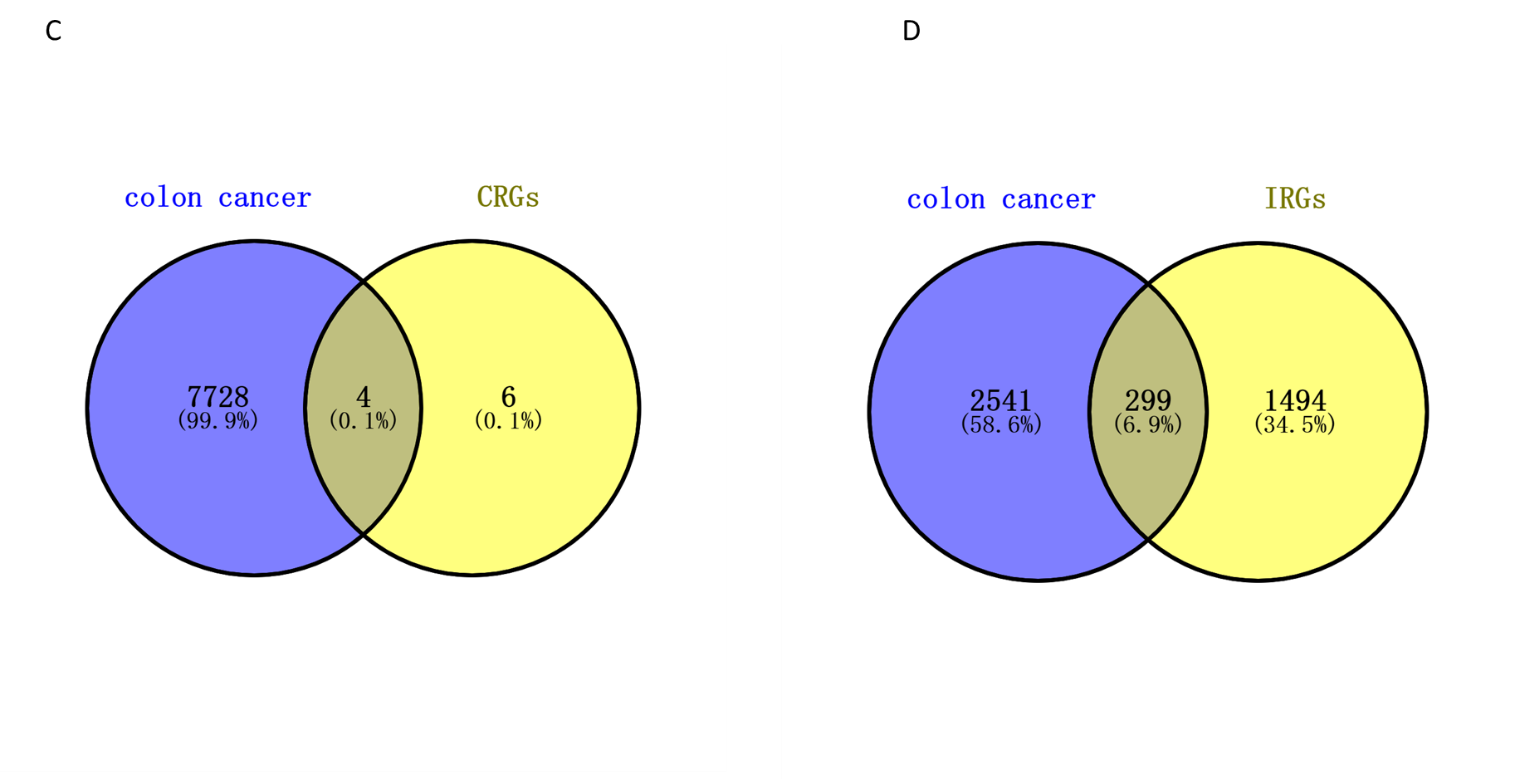 C
D
colon cancer
CRGs
7728
(99.9%)
4
(0.1%)
6
(0.1%)
colon cancer
IRGs
2541
(58.6%)
299
(6.9%)
1494
(34.5%)